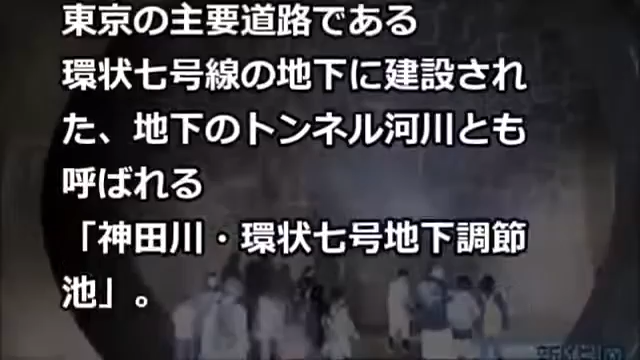 東京の主要道路である
環状七号線の地下に建設され
た、地下のトンネル河川とも
呼ばれる
「神田川・環状七号地下調節
池」。